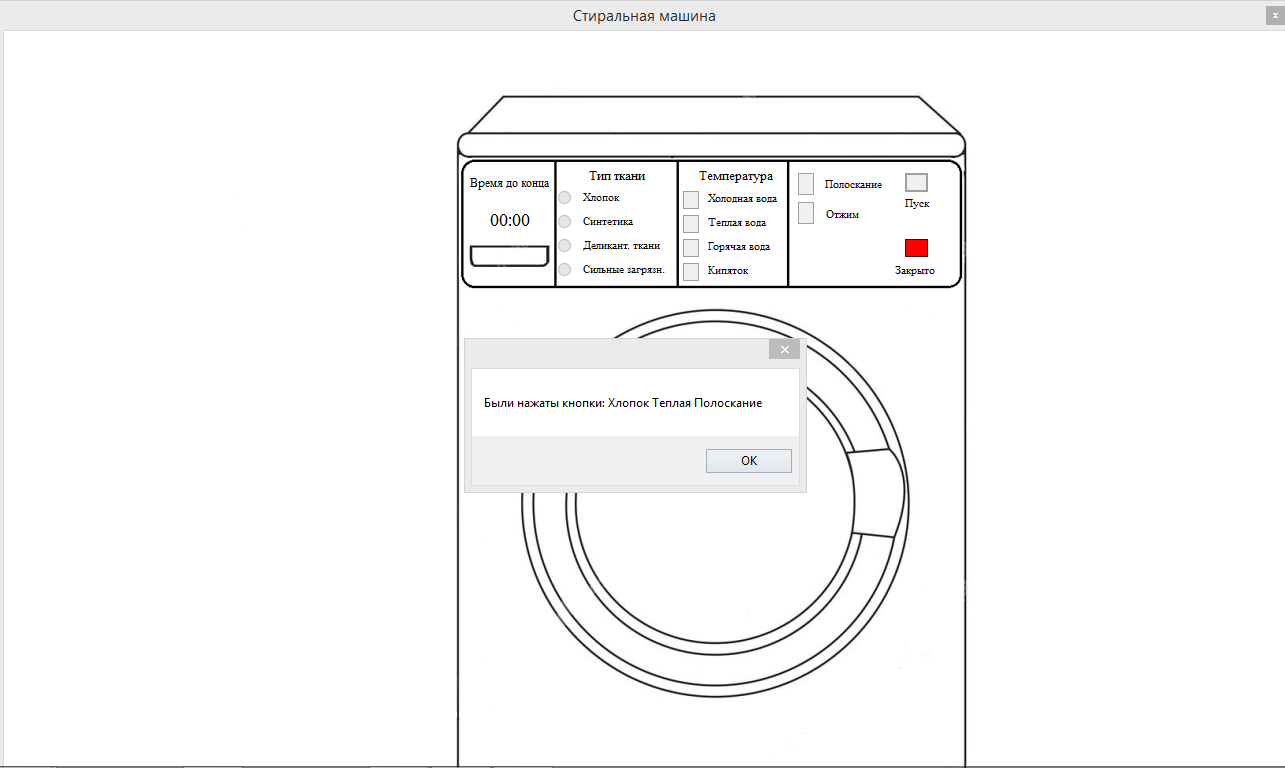 Стиральная машина
x
Время до конца
00:00
Тип ткани
Хлопок
Синтетика
Деликант. ткани
Сильные загрязн.
Температура
Холодная вода
Теплая вода
Горячая вода
Кипяток
Полоскание
Отжим
Пуск
Закрыто
Были нажаты кнопки: Хлопок Теплая Полоскание
OK